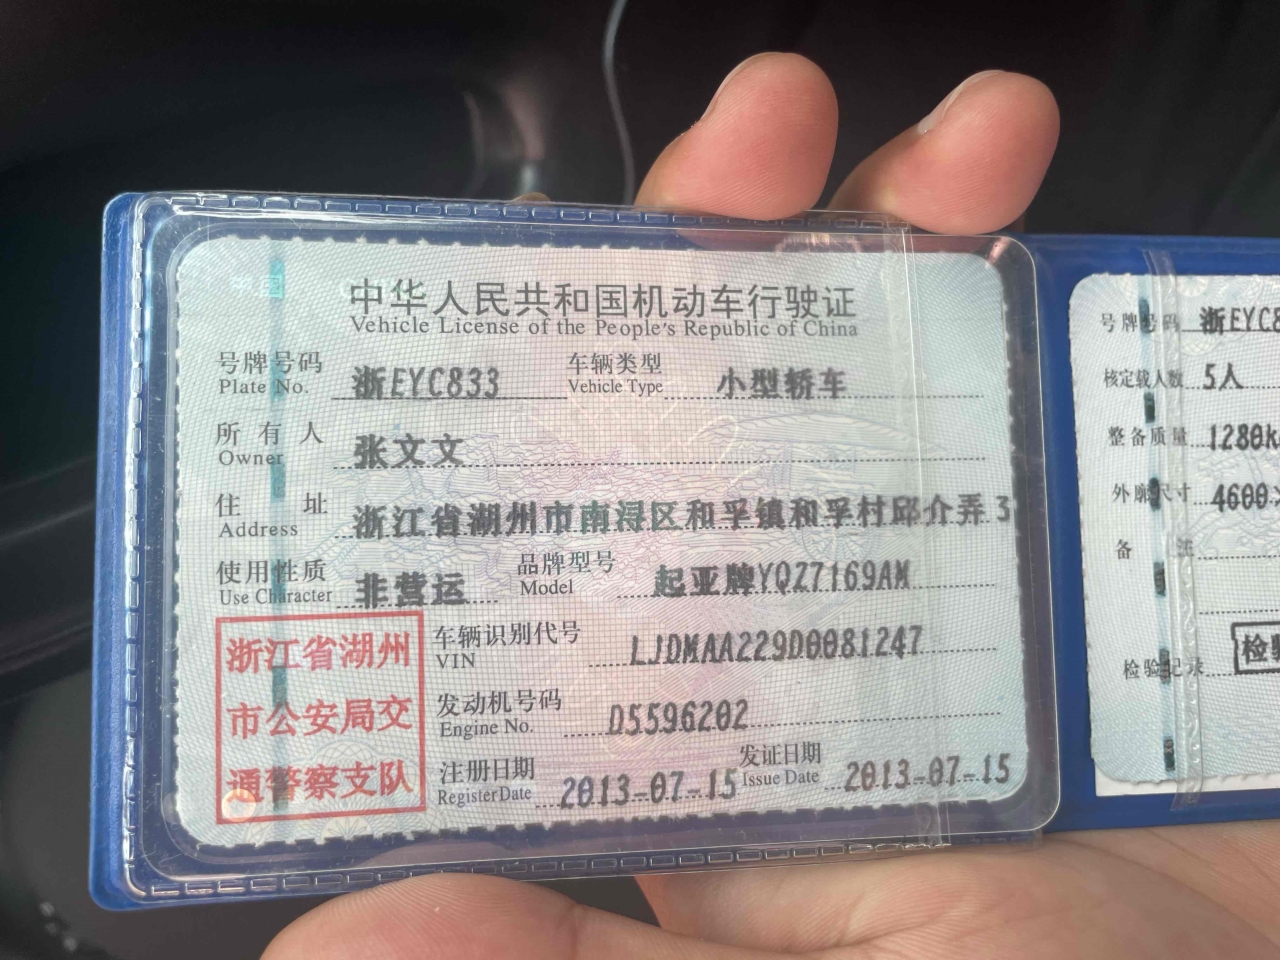 中华人民共和国机动车行驶证
Vehicle License of the People's Republic of China
号牌号码 浙EYC833 车辆类型 小型轿车
Plate No. Vehicle Type
所有人 张文文
Owner
住址 浙江省湖州市南浔区和孚镇和孚村邱介弄3
Address
使用性质 非营运 品牌型号 起亚牌YQZ7169AM
Use Character Model
浙江省湖州
市公安局交
通警察支队
车辆识别代号 LJDMAA229D0081247
VIN
发动机号码 D5596202
Engine No.
注册日期 2013-07-15 发证日期 2013-07-15
Register Date Issue Date
号牌号码 浙EYC8
核定载人数 5人
整备质量 1280k
外廓尺寸 4600
备注
检验记录 检验